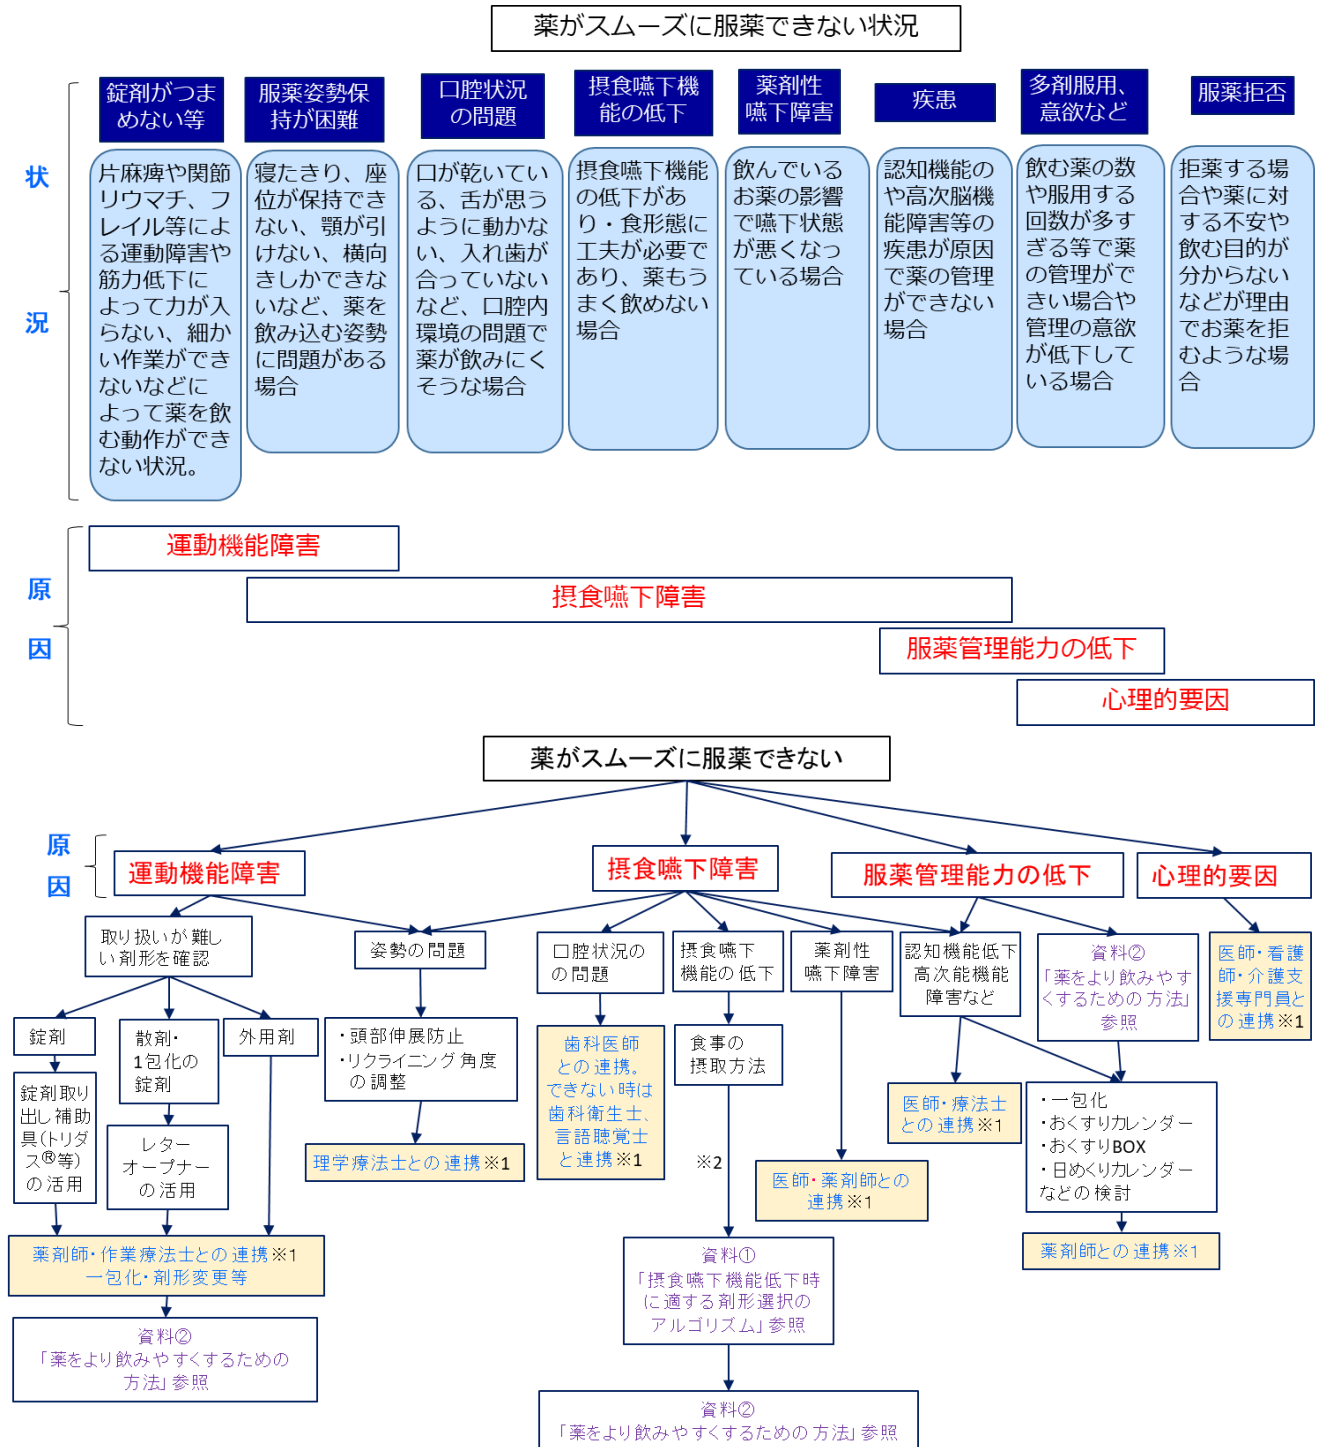 薬がスムーズに服薬できない状況
錠剤がつま
めない等
服薬姿勢保
持が困難
口腔状況
の問題
摂食嚥下機
能の低下
薬剤性
嚥下障害
疾患
多剤服用、
意欲など
服薬拒否
状
況
片麻痺や関節
リウマチ、フ
レイル等によ
る運動障害や
筋力低下に
よって力が入
らない、細か
い作業ができ
ないなどに
よって薬を飲
む動作ができ
ない状況。
寝たきり、座
位が保持でき
ない、顎が引
けない、横向
きしかできな
いなど、薬を
飲み込む姿勢
に問題がある
場合
口が乾いてい
る、舌が思う
ように動かな
い、入れ歯が
合っていない
など、口腔内
環境の問題で
薬が飲みにく
そうな場合
摂食嚥下機能
の低下があ
り・食形態に
工夫が必要で
あり、薬もう
まく飲めない
場合
飲んでいる
お薬の影響
で嚥下状態
が悪くなっ
ている場合
認知機能の
や高次脳機
能障害等の
疾患が原因
で薬の管理
ができない
場合
飲む薬の数
や服用する
回数が多す
ぎる等で薬
の管理がで
きい場合や
管理の意欲
が低下して
いる場合
拒薬する場
合や薬に対
する不安や
飲む目的が
分からない
などが理由
でお薬を拒
むような場
合
原
因
運動機能障害
摂食嚥下障害
服薬管理能力の低下
心理的要因
薬がスムーズに服薬できない
原
因
運動機能障害
摂食嚥下障害
服薬管理能力の低下
心理的要因
取り扱いが難し
い剤形を確認
姿勢の問題
口腔状況の
の問題
摂食嚥下
機能の低下
薬剤性
嚥下障害
認知機能低下
高次能機能
障害など
資料②
「薬をより飲みやす
くするための方法」
参照
医師・看護
師・介護支
援専門員と
の連携※1
錠剤
散剤・
1包化の
錠剤
外用剤
・頭部伸展防止
・リクライニング角度
の調整
歯科医師
との連携。
できない時は
歯科衛生士、
言語聴覚士
と連携※1
食事の
摂取方法
錠剤取り
出し補助
具(トリダ
ス®等)
の活用
レター
オープナー
の活用
理学療法士との連携※1
※2
医師・薬剤師との
連携※1
医師・療法士
との連携※1
・一包化
・おくすりカレンダー
・おくすりBOX
・日めくりカレンダー
などの検討
薬剤師・作業療法士との連携※1
一包化・剤形変更等
薬剤師との連携※1
資料①
「摂食嚥下機能低下時
に適する剤形選択の
アルゴリズム」参照
資料②
「薬をより飲みやすくするための
方法」参照
資料②
「薬をより飲みやすくするための方法」参照